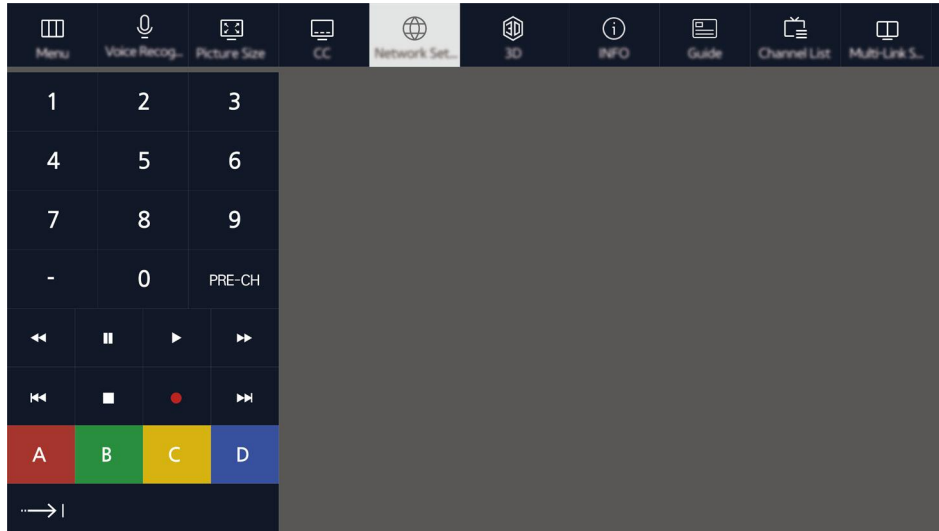 Menu Voice Recog... Picture Size CC Network Set... 3D INFO Guide Channel List Multi-Link S...
1 2 3
4 5 6
7 8 9
- 0 PRE-CH
A B C D